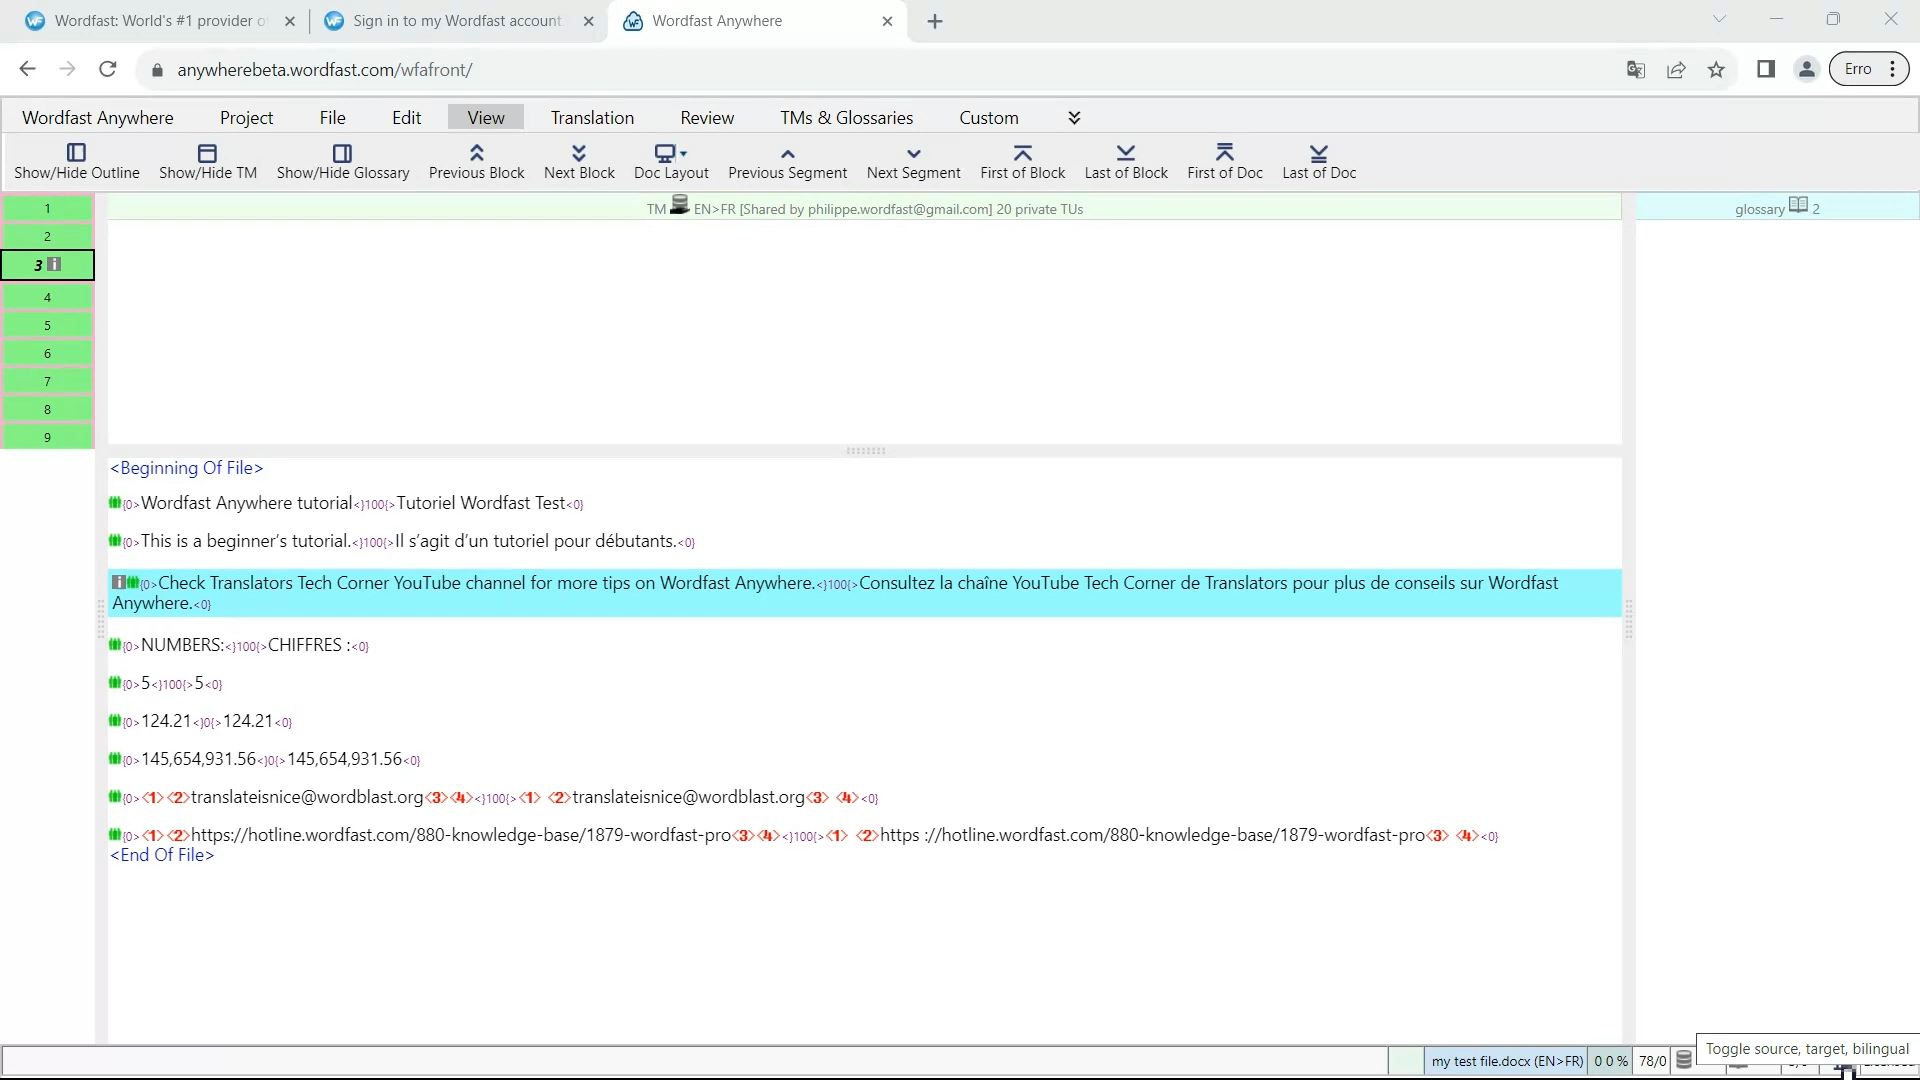 Wordfast: World's #1 provider o
Sign in to my Wordfast account
Wordfast Anywhere
anywherebeta.wordfast.com/wfafront/
Erro
Wordfast Anywhere Project File Edit View Translation Review TMs & Glossaries Custom
Show/Hide Outline Show/Hide TM Show/Hide Glossary Previous Block Next Block Doc Layout Previous Segment Next Segment First of Block Last of Block First of Doc Last of Doc
TM EN>FR [Shared by philippe.wordfast@gmail.com] 20 private TUs
glossary 2
1
2
3 i
4
5
6
7
8
9
<Beginning Of File>
{0>Wordfast Anywhere tutorial<}100{>Tutoriel Wordfast Test<0}
{0>This is a beginner's tutorial.<}100{>Il s'agit d'un tutoriel pour débutants.<0}
i{0>Check Translators Tech Corner YouTube channel for more tips on Wordfast Anywhere.<}100{>Consultez la chaîne YouTube Tech Corner de Translators pour plus de conseils sur Wordfast
Anywhere.<0}
{0>NUMBERS:<}100{>CHIFFRES :<0}
{0>5<}100{>5<0}
{0>124.21<}0{>124.21<0}
{0>145,654,931.56<}0{>145,654,931.56<0}
{0><1><2>translateisnice@wordblast.org<3><4><}100{><1> <2>translateisnice@wordblast.org<3> <4><0}
{0><1><2>https://hotline.wordfast.com/880-knowledge-base/1879-wordfast-pro<3><4><}100{><1> <2>https ://hotline.wordfast.com/880-knowledge-base/1879-wordfast-pro<3> <4><0}
<End Of File>
Toggle source, target, bilingual
my test file.docx (EN>FR) 0 0 % 78/0